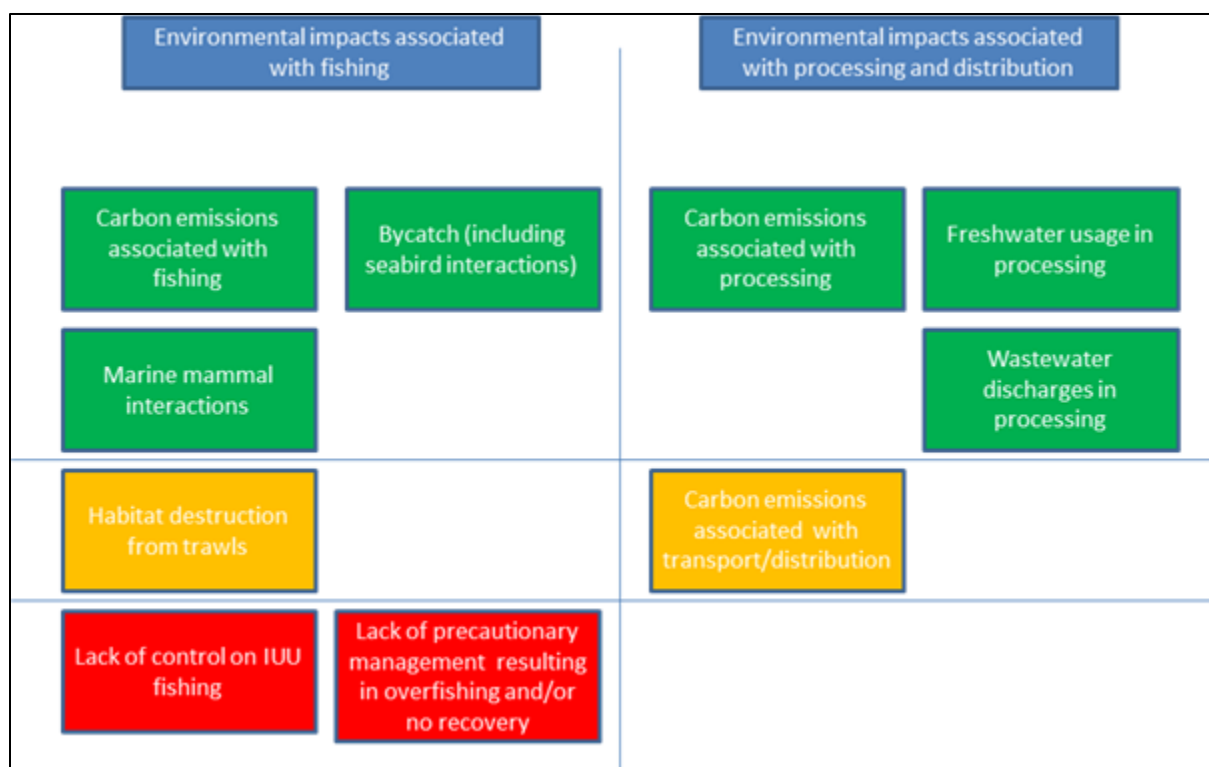 Environmental impacts associated
with fishing
Environmental impacts associated
with processing and distribution
Carbon emissions
associated with
fishing
Bycatch (including
seabird interactions)
Carbon emissions
associated with
processing
Freshwater usage in
processing
Marine mammal
interactions
Wastewater
discharges in
processing
Habitat destruction
from trawls
Carbon emissions
associated with
transport/distribution
Lack of control on IUU
fishing
Lack of precautionary
management resulting
in overfishing and/or
no recovery